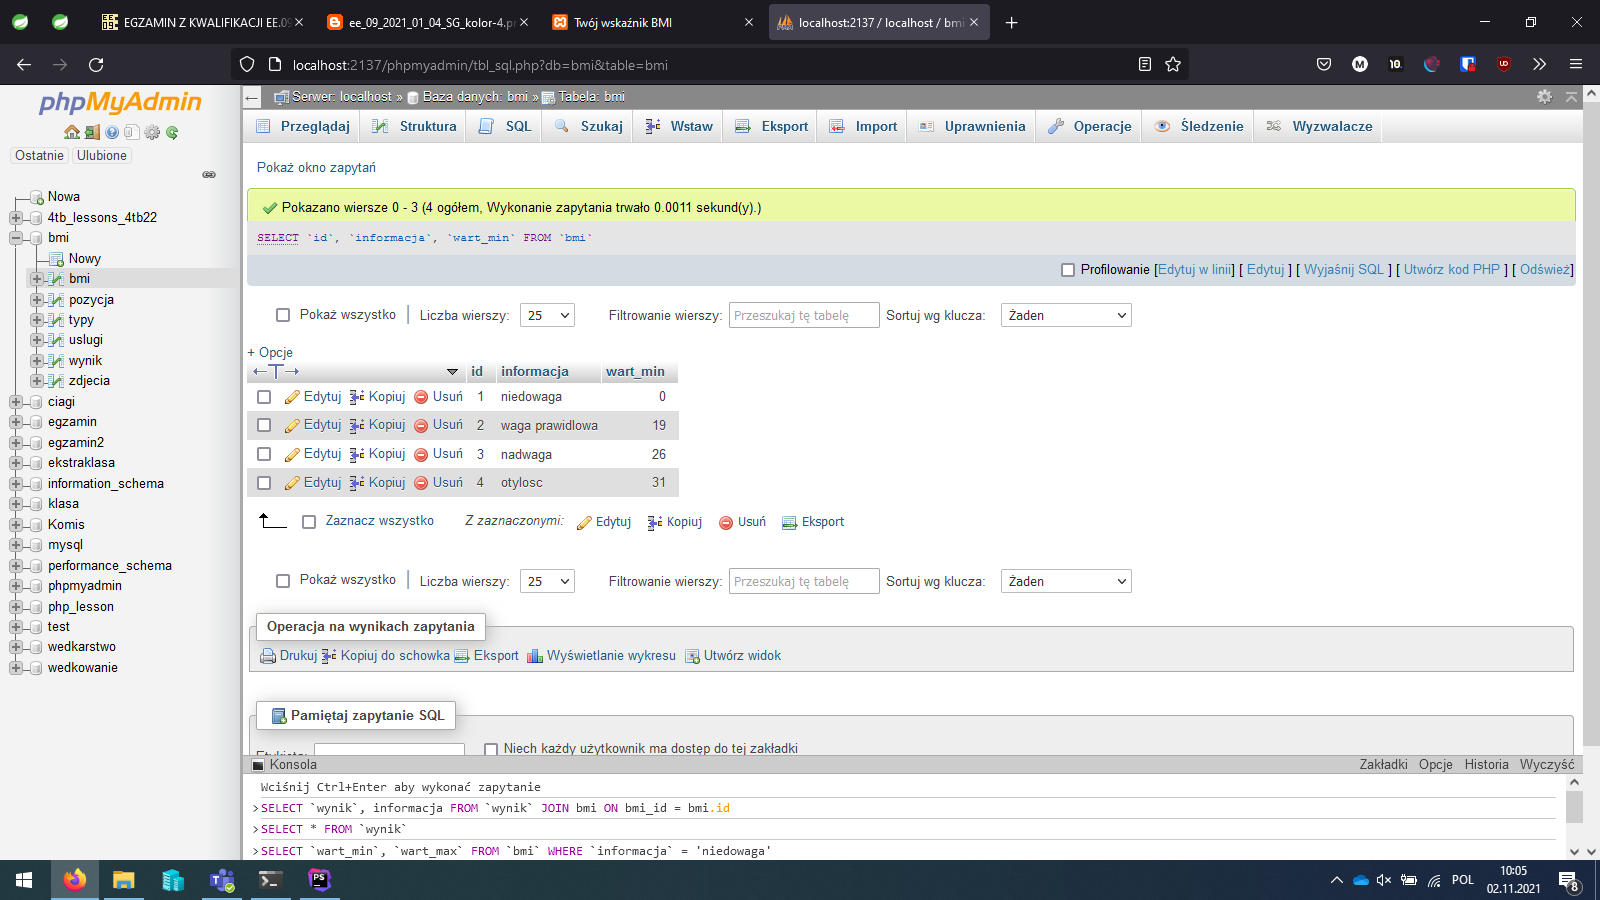 EGZAMIN Z KWALIFIKACJI EE.09
ee_09_2021_01_04_SG_kolor-4.p
Twój wskaźnik BMI
localhost:2137 / localhost / bmi
localhost:2137/phpmyadmin/tbl_sql.php?db=bmi&table=bmi
phpMyAdmin
Ostatnie
Ulubione
Nowa
4tb_lessons_4tb22
bmi
Nowy
bmi
pozycja
typy
uslugi
wynik
zdjecia
ciagi
egzamin
egzamin2
ekstraklasa
information_schema
klasa
Komis
mysql
performance_schema
phpmyadmin
php_lesson
test
wedkarstwo
wedkowanie
Serwer: localhost » Baza danych: bmi » Tabela: bmi
Przeglądaj Struktura SQL Szukaj Wstaw Eksport Import Uprawnienia Operacje Śledzenie Wyzwalacze
Pokaż okno zapytań
Pokazano wiersze 0 - 3 (4 ogółem, Wykonanie zapytania trwało 0.0011 sekund(y).)
SELECT `id`, `informacja`, `wart_min` FROM `bmi`
Profilowanie [Edytuj w linii] [ Edytuj ] [ Wyjaśnij SQL ] [ Utwórz kod PHP ] [ Odśwież]
Pokaż wszystko Liczba wierszy: 25 Filtrowanie wierszy: Przeszukaj tę tabelę Sortuj wg klucza: Żaden
+ Opcje
id informacja wart_min
Edytuj Kopiuj Usuń 1 niedowaga 0
Edytuj Kopiuj Usuń 2 waga prawidlowa 19
Edytuj Kopiuj Usuń 3 nadwaga 26
Edytuj Kopiuj Usuń 4 otylosc 31
Zaznacz wszystko Z zaznaczonymi: Edytuj Kopiuj Usuń Eksport
Pokaż wszystko Liczba wierszy: 25 Filtrowanie wierszy: Przeszukaj tę tabelę Sortuj wg klucza: Żaden
Operacja na wynikach zapytania
Drukuj Kopiuj do schowka Eksport Wyświetlanie wykresu Utwórz widok
Pamiętaj zapytanie SQL
Etykieta: Niech każdy użytkownik ma dostęp do tej zakładki
Konsola Zakładki Opcje Historia Wyczyść
Wciśnij Ctrl+Enter aby wykonać zapytanie
>SELECT `wynik`, informacja FROM `wynik` JOIN bmi ON bmi_id = bmi.id
>SELECT * FROM `wynik`
>SELECT `wart_min`, `wart_max` FROM `bmi` WHERE `informacja` = 'niedowaga'
POL
10:05
02.11.2021
8